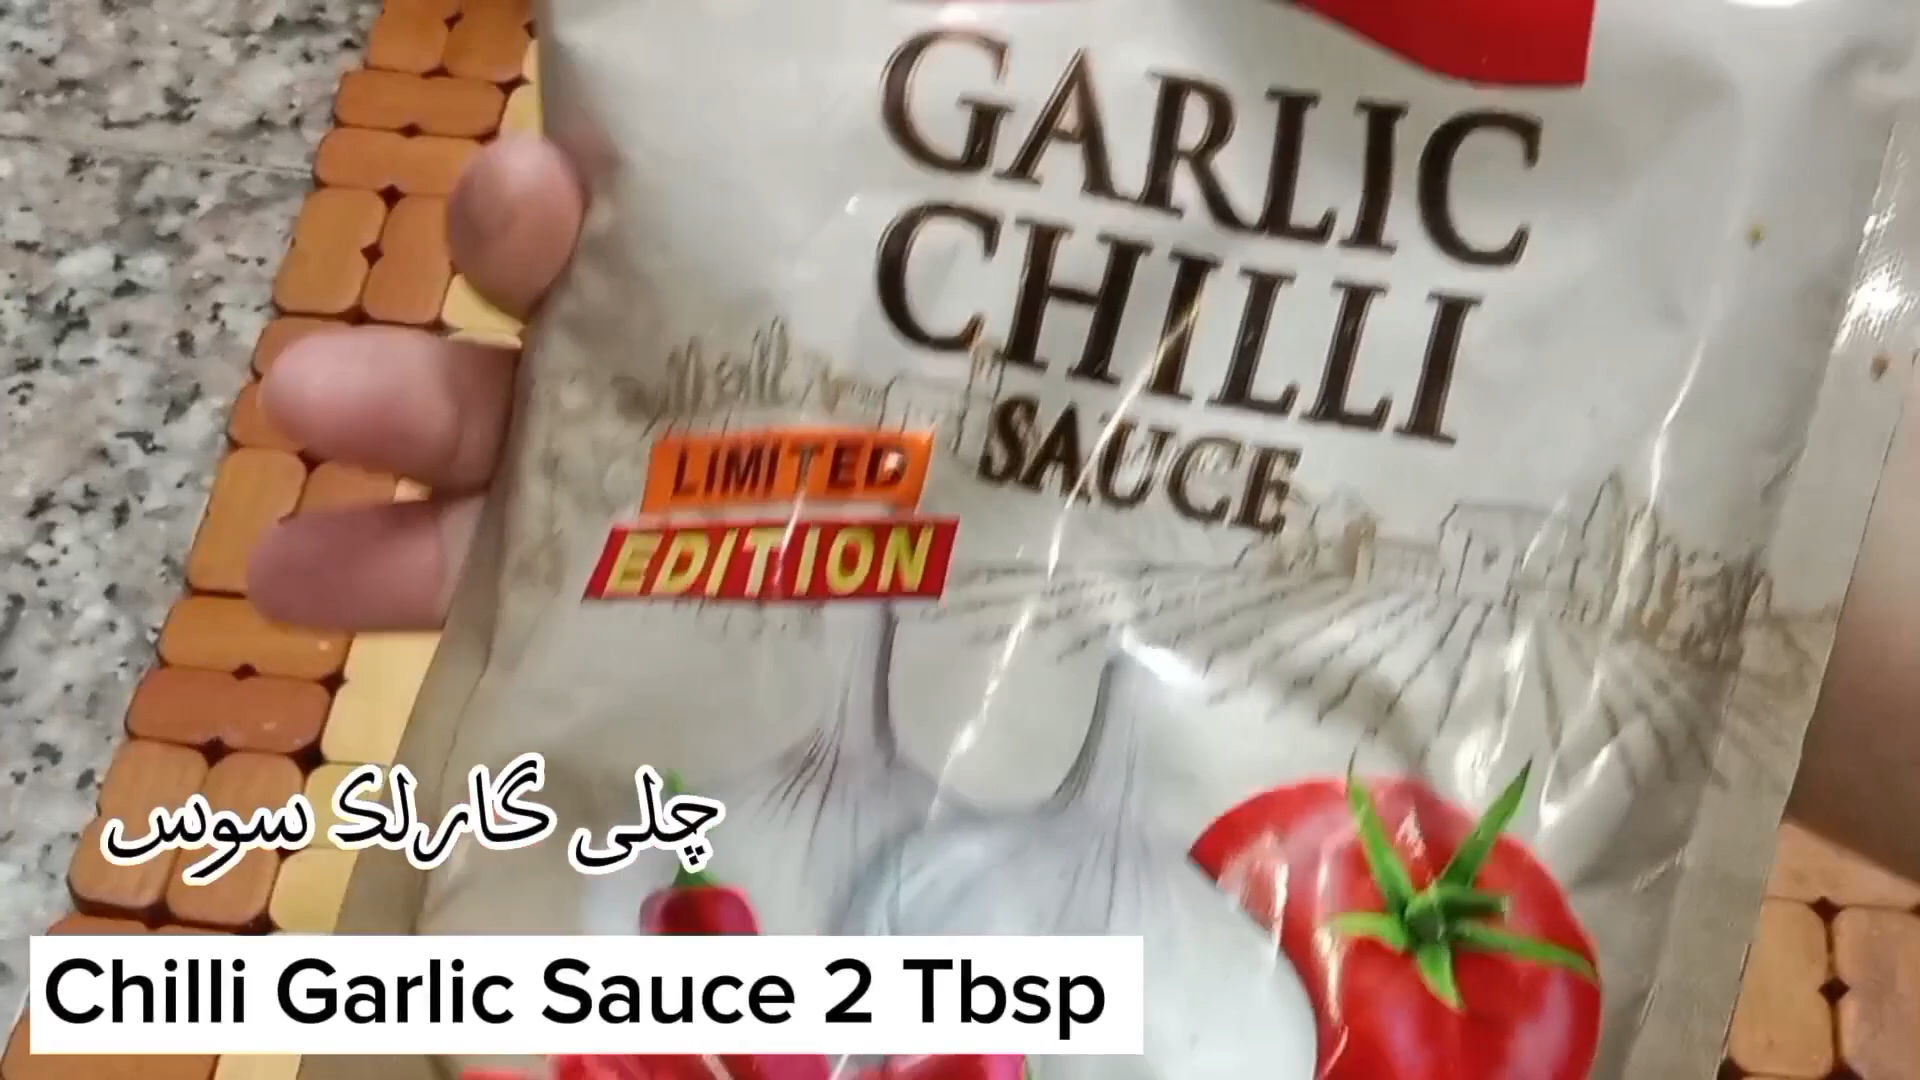 GARLIC
CHILLI
SAUCE
LIMITED
EDITION
چلی گارلک سوس
Chilli Garlic Sauce 2 Tbsp